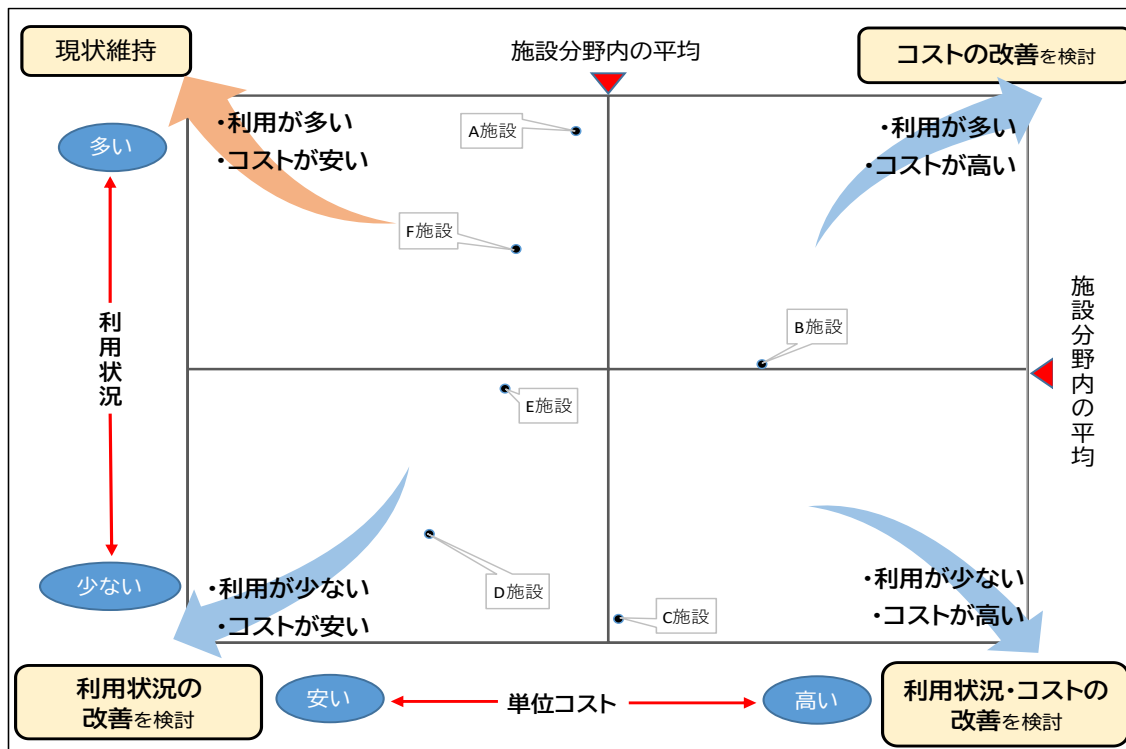 現状維持
施設分野内の平均
コストの改善を検討
・利用が多い
・コストが安い
A施設
・利用が多い
・コストが高い
多い
F施設
B施設
施設分野内の平均
利用状況
E施設
少ない
・利用が少ない
・コストが安い
D施設
C施設
・利用が少ない
・コストが高い
利用状況の
改善を検討
安い
単位コスト
高い
利用状況・コストの
改善を検討